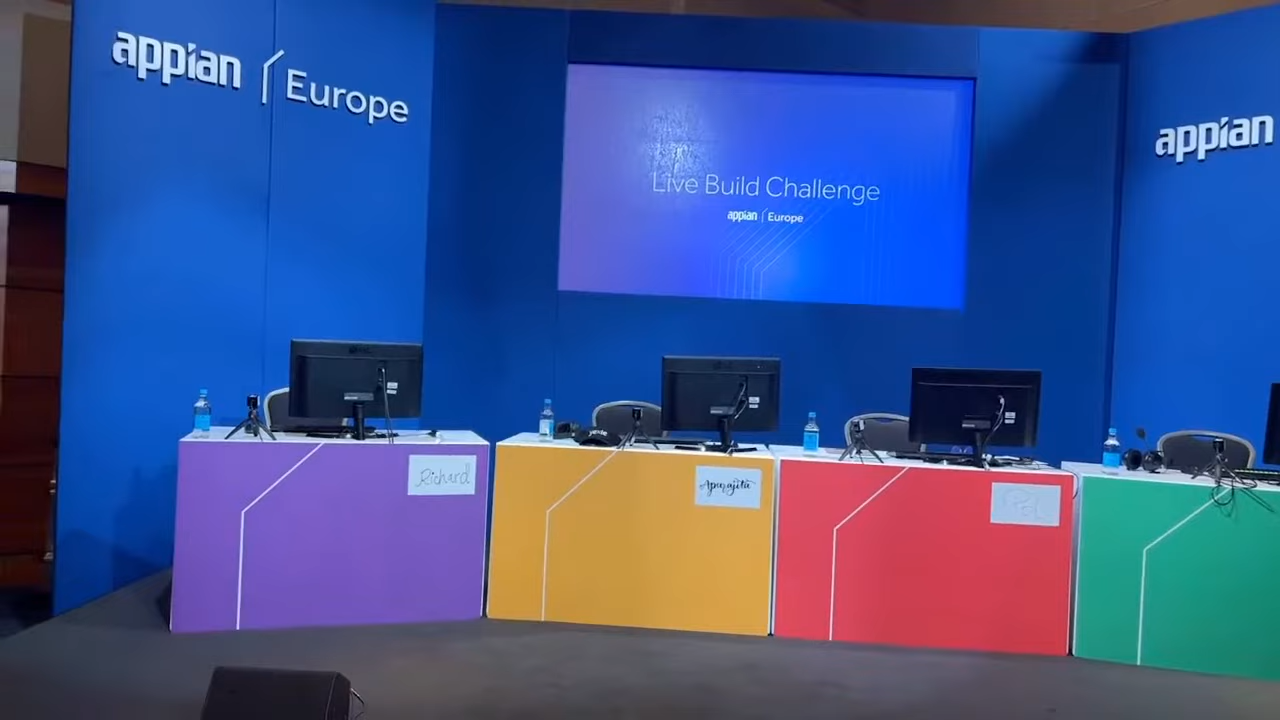 appian / Europe
appian
Live Build Challenge
appian / Europe
Richard
Aparajita